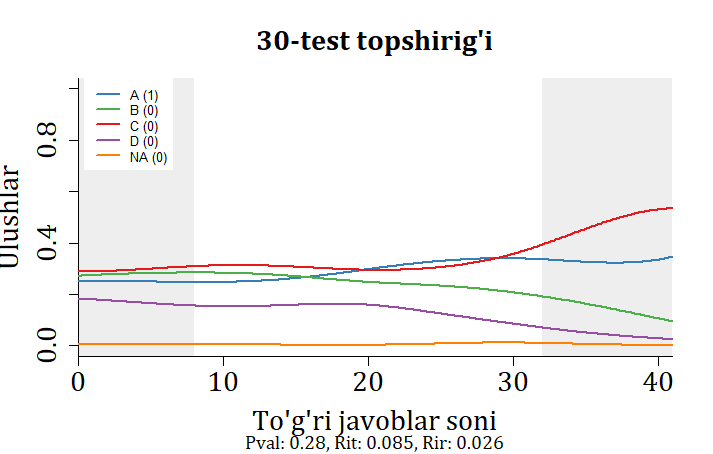 30-test topshirig'i
A (1)
B (0)
C (0)
D (0)
NA (0)
Ulushlar
0.0
0.4
0.8
0
10
20
30
40
To'g'ri javoblar soni
Pval: 0.28, Rit: 0.085, Rir: 0.026